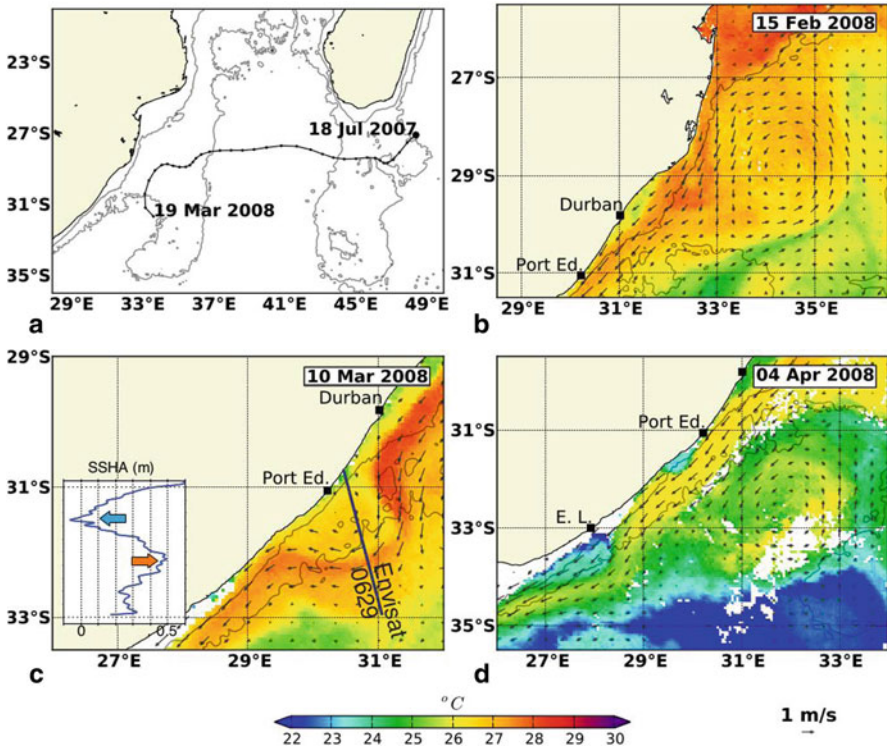 23°S
25°S
27°S
29°S
31°S
33°S
35°S
18 Jul 2007
19 Mar 2008
29°E 33°E 37°E 41°E 45°E 49°E
a
15 Feb 2008
27°S
29°S
31°S
Durban
Port Ed.
29°E 31°E 33°E 35°E
b
10 Mar 2008
29°S
31°S
33°S
Durban
Port Ed.
SSHA (m)
0 0.5
Envisat
0629
27°E 29°E 31°E
c
04 Apr 2008
31°S
33°S
35°S
Port Ed.
E. L.
27°E 29°E 31°E 33°E
d
°C
22 23 24 25 26 27 28 29 30
1 m/s